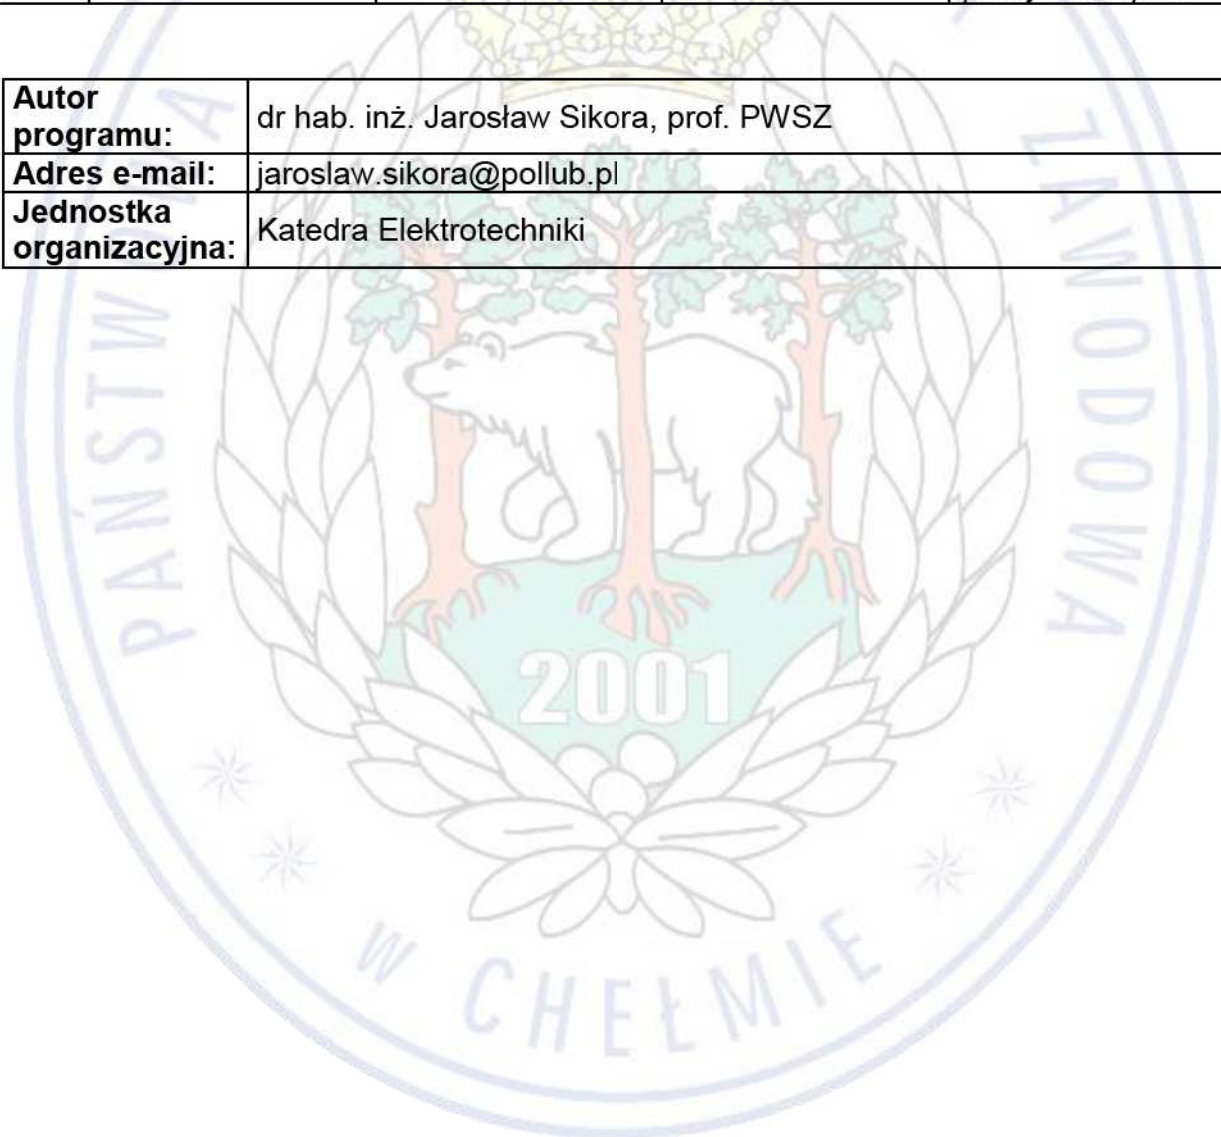 Autor
programu:
dr hab. inż. Jarosław Sikora, prof. PWSZ
Adres e-mail:
jaroslaw.sikora@pollub.pl
Jednostka
organizacyjna:
Katedra Elektrotechniki
ZAWODOWA
2001
W CHEŁMIE